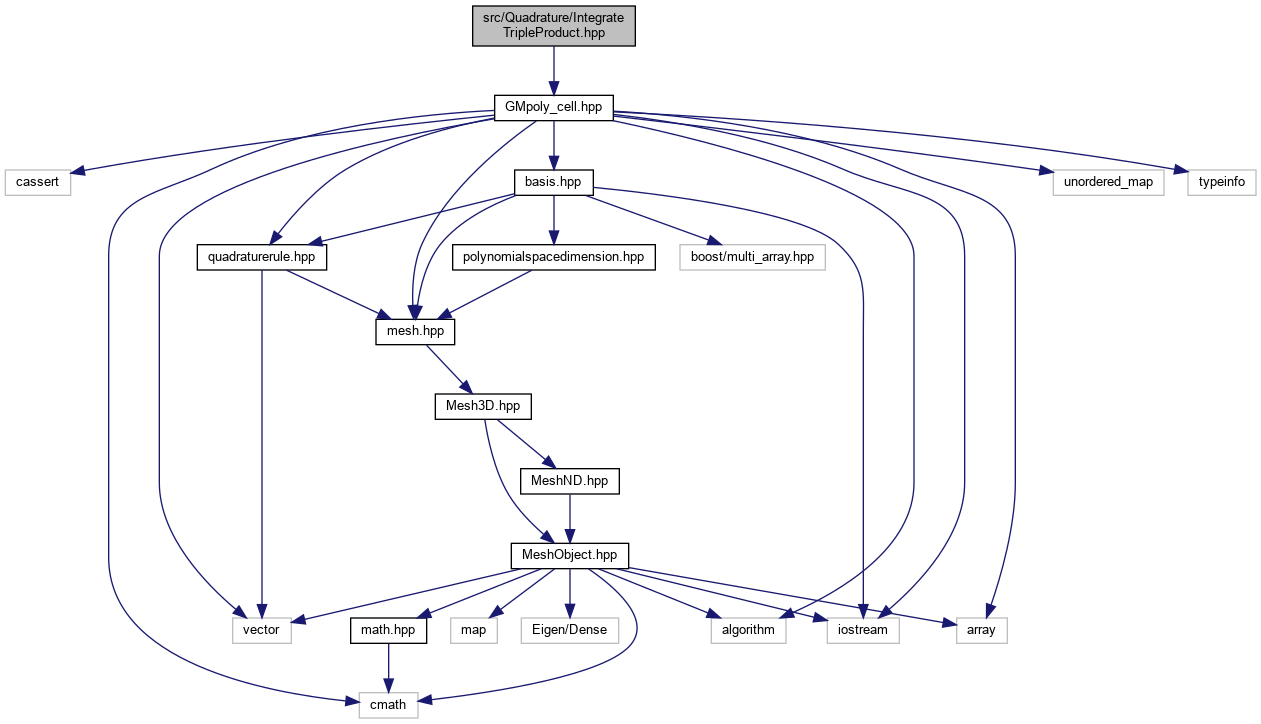 src/Quadrature/Integrate
TripleProduct.hpp
GMpoly_cell.hpp
cassert
basis.hpp
unordered_map
typeinfo
quadraturerule.hpp
polynomialspacedimension.hpp
boost/multi_array.hpp
mesh.hpp
Mesh3D.hpp
MeshND.hpp
MeshObject.hpp
vector
math.hpp
map
Eigen/Dense
algorithm
iostream
array
cmath